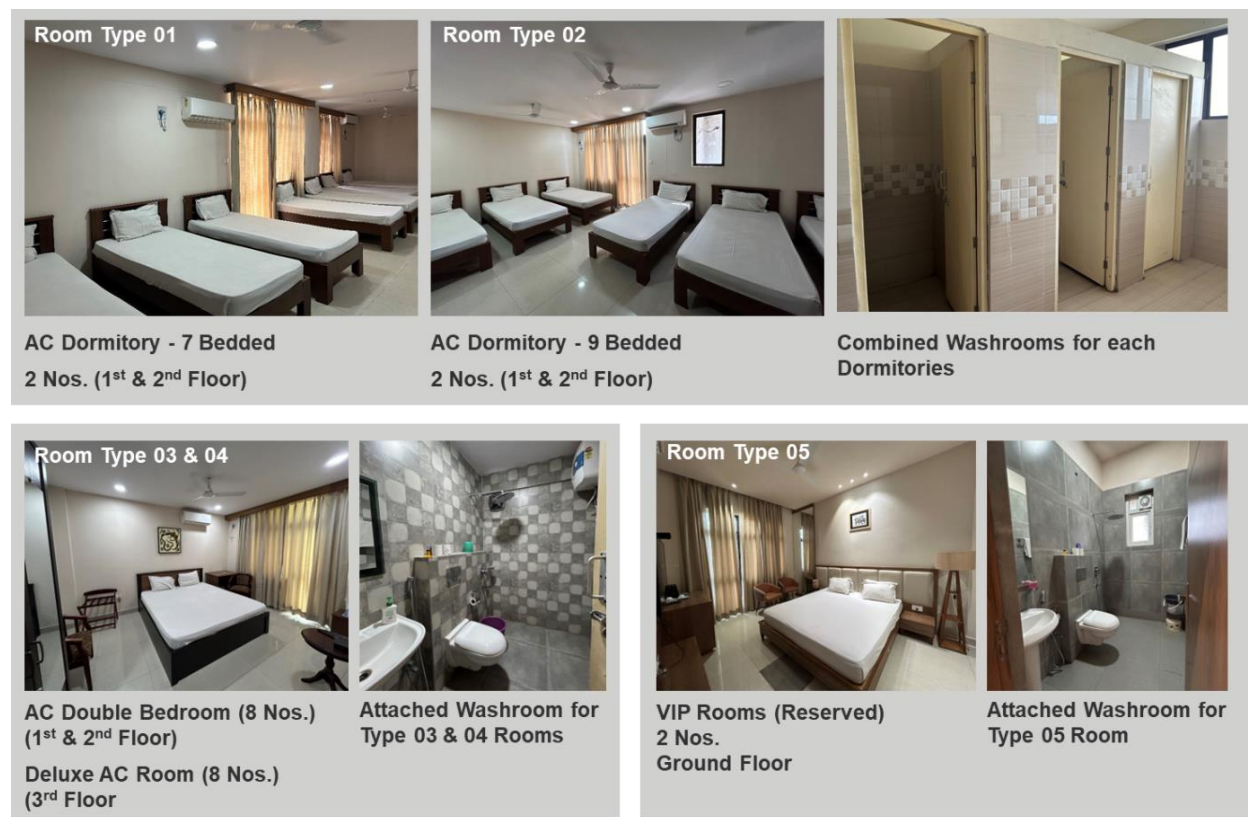 Room Type 01
Room Type 02
AC Dormitory - 7 Bedded
2 Nos. (1st & 2nd Floor)
AC Dormitory - 9 Bedded
2 Nos. (1st & 2nd Floor)
Combined Washrooms for each
Dormitories
Room Type 03 & 04
AC Double Bedroom (8 Nos.)
(1st & 2nd Floor)
Deluxe AC Room (8 Nos.)
(3rd Floor
Attached Washroom for
Type 03 & 04 Rooms
Room Type 05
VIP Rooms (Reserved)
2 Nos.
Ground Floor
Attached Washroom for
Type 05 Room